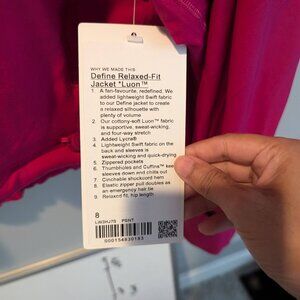 WHY WE MADE THIS
Define Relaxed-Fit
Jacket *Luon™
1 A fan-favourite, redefined. We
added lightweight Swift fabric
to our Define jacket to create
a relaxed silhouette with
plenty of volume
2 Our cottony-soft Luon™ fabric
is supportive, sweat-wicking,
and four-way stretch
3 Added Lycra®
4 Lightweight Swift fabric on
the back and sleeves is
sweat-wicking and quick-drying
5 Zippered pockets
6 Thumbholes and Cuffins™ keep
sleeves down and chills out
7 Cinchable shockcord hem
8 Elastic zipper pull doubles as
an emergency hair tie
9 Relaxed fit, hip length
8
PSNT